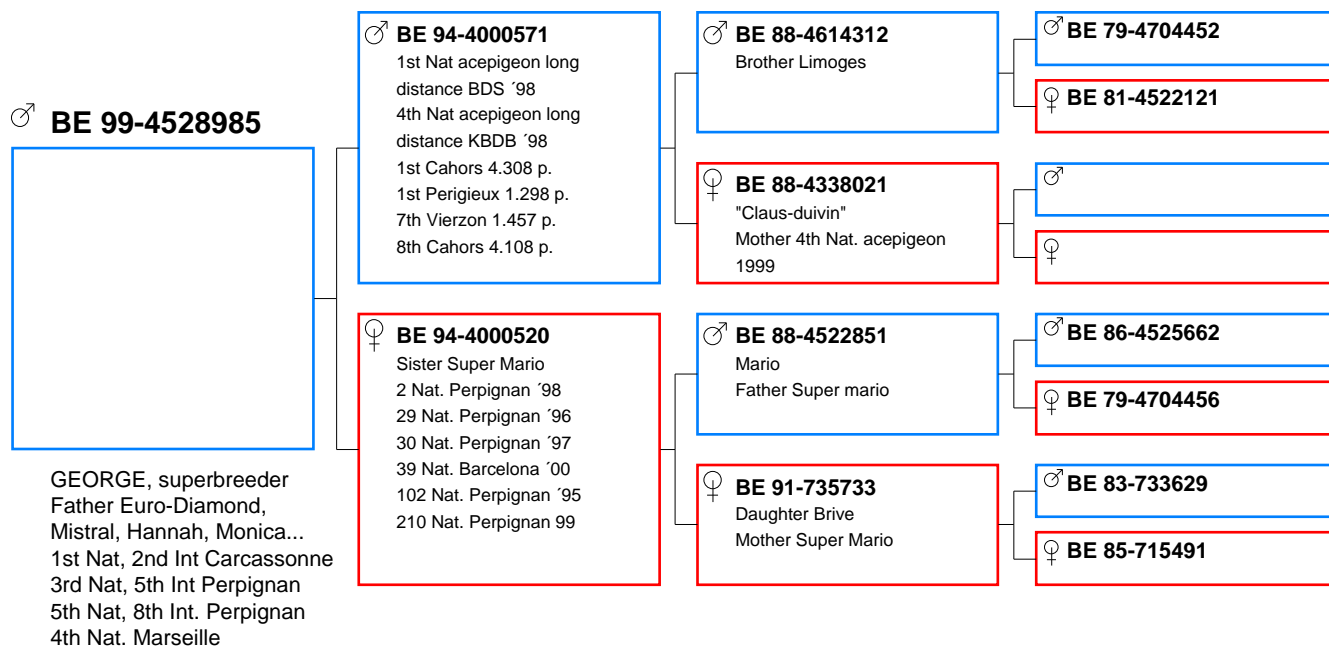 ♂ BE 99-4528985
GEORGE, superbreeder
Father Euro-Diamond,
Mistral, Hannah, Monica...
1st Nat, 2nd Int Carcassonne
3rd Nat, 5th Int Perpignan
5th Nat, 8th Int. Perpignan
4th Nat. Marseille
♂ BE 94-4000571
1st Nat acepigeon long
distance BDS ´98
4th Nat acepigeon long
distance KBDB ´98
1st Cahors 4.308 p.
1st Perigieux 1.298 p.
7th Vierzon 1.457 p.
8th Cahors 4.108 p.
♀ BE 94-4000520
Sister Super Mario
2 Nat. Perpignan ´98
29 Nat. Perpignan ´96
30 Nat. Perpignan ´97
39 Nat. Barcelona ´00
102 Nat. Perpignan ´95
210 Nat. Perpignan 99
♂ BE 88-4614312
Brother Limoges
♀ BE 88-4338021
"Claus-duivin"
Mother 4th Nat. acepigeon
1999
♂ BE 88-4522851
Mario
Father Super mario
♀ BE 91-735733
Daughter Brive
Mother Super Mario
♂ BE 79-4704452
♀ BE 81-4522121
♂
♀
♂ BE 86-4525662
♀ BE 79-4704456
♂ BE 83-733629
♀ BE 85-715491